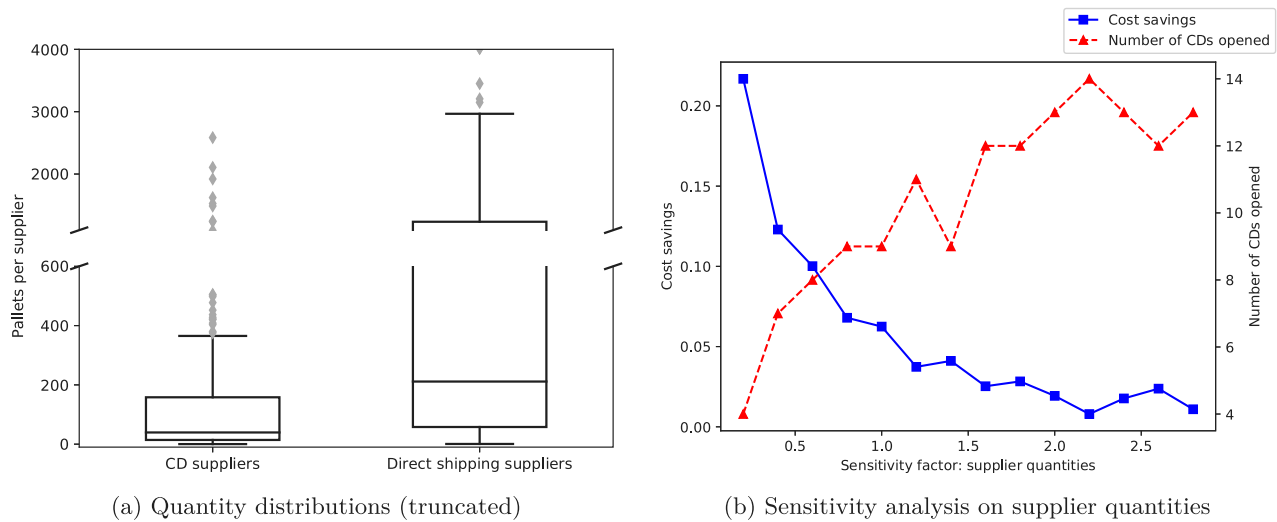 4000
3000
2000
600
400
200
0
Pallets per supplier
CD suppliers
Direct shipping suppliers
(a) Quantity distributions (truncated)
Cost savings
Number of CDs opened
0.20
0.15
0.10
0.05
0.00
Cost savings
14
12
10
8
6
4
Number of CDs opened
0.5
1.0
1.5
2.0
2.5
Sensitivity factor: supplier quantities
(b) Sensitivity analysis on supplier quantities